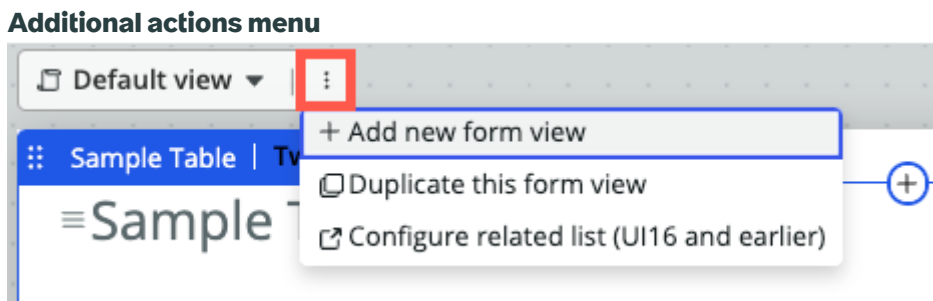 Additional actions menu
Default view
+ Add new form view
Sample Table | Tw
Duplicate this form view
Sample
Configure related list (UI16 and earlier)